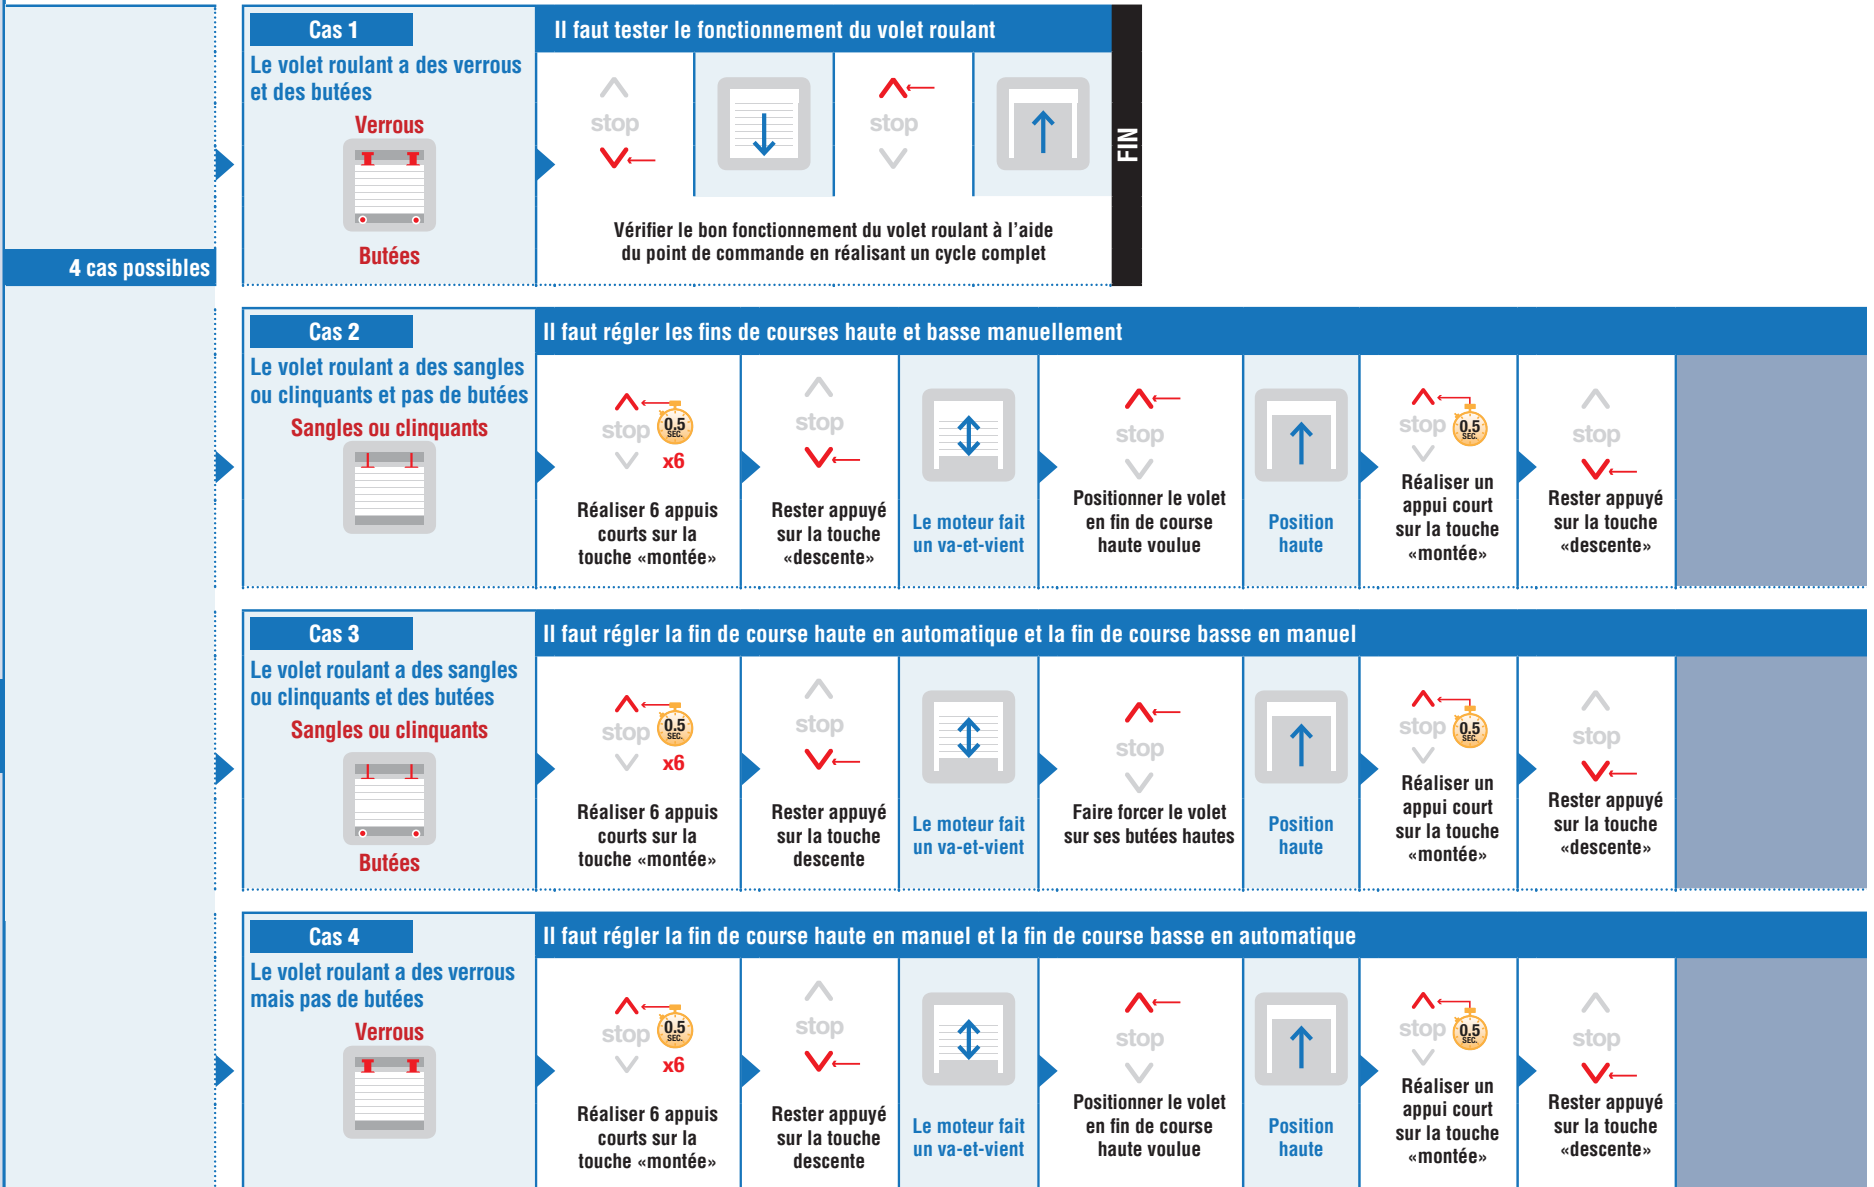 4 cas possibles
Cas 1
Le volet roulant a des verrous
et des butées
Verrous
Butées
Il faut tester le fonctionnement du volet roulant
stop
stop
Vérifier le bon fonctionnement du volet roulant à l'aide
du point de commande en réalisant un cycle complet
FIN
Cas 2
Le volet roulant a des sangles
ou clinquants et pas de butées
Sangles ou clinquants
Il faut régler les fins de courses haute et basse manuellement
stop
0.5
SEC.
x6
Réaliser 6 appuis
courts sur la
touche «montée»
stop
Rester appuyé
sur la touche
«descente»
Le moteur fait
un va-et-vient
stop
Positionner le volet
en fin de course
haute voulue
Position
haute
stop
0.5
SEC.
Réaliser un
appui court
sur la touche
«montée»
stop
Rester appuyé
sur la touche
«descente»
Cas 3
Le volet roulant a des sangles
ou clinquants et des butées
Sangles ou clinquants
Butées
Il faut régler la fin de course haute en automatique et la fin de course basse en manuel
stop
0.5
SEC.
x6
Réaliser 6 appuis
courts sur la
touche «montée»
stop
Rester appuyé
sur la touche
descente
Le moteur fait
un va-et-vient
stop
Faire forcer le volet
sur ses butées hautes
Position
haute
stop
0.5
SEC.
Réaliser un
appui court
sur la touche
«montée»
stop
Rester appuyé
sur la touche
«descente»
Cas 4
Le volet roulant a des verrous
mais pas de butées
Verrous
Il faut régler la fin de course haute en manuel et la fin de course basse en automatique
stop
0.5
SEC.
x6
Réaliser 6 appuis
courts sur la
touche «montée»
stop
Rester appuyé
sur la touche
descente
Le moteur fait
un va-et-vient
stop
Positionner le volet
en fin de course
haute voulue
Position
haute
stop
0.5
SEC.
Réaliser un
appui court
sur la touche
«montée»
stop
Rester appuyé
sur la touche
«descente»